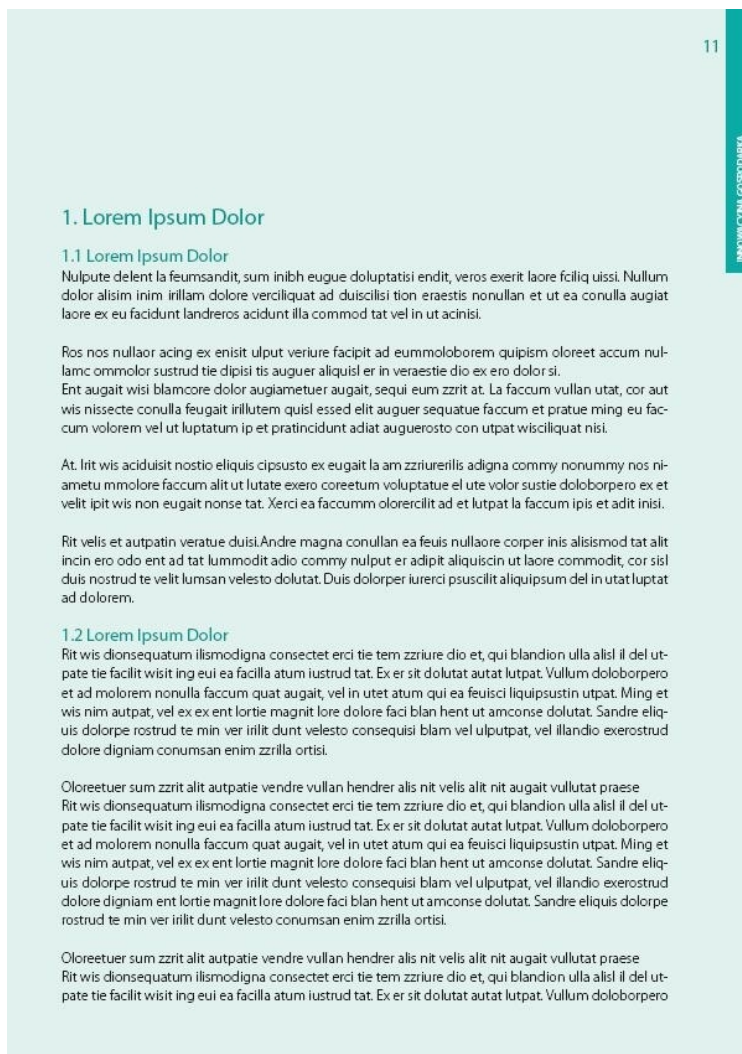 11
INNOWACYJNA GOSPODARKA
1. Lorem Ipsum Dolor
1.1 Lorem Ipsum Dolor
Nulpute delent la feumsandit, sum inibh eugue doluptatisi endit, veros exerit laore fciliq uissi. Nullum
dolor alisim inim irillam dolore verciliquat ad duiscilisi tion eraestis nonullan et ut ea conulla augiat
laore ex eu facidunt landreros acidunt illa commod tat vel in ut acinisi.
Ros nos nullaor acing ex enisit ulput veriure facipit ad eummoloborem quipism oloreet accum nul-
lamc ommolor sustrud tie dipisi tis auguer aliquisl er in veraestie dio ex ero dolor si.
Ent augait wisi blamcore dolor augiametuer augait, sequi eum zzrit at. La faccum vullan utat, cor aut
wis nissecte conulla feugait irillutem quisl essed elit auguer sequatue faccum et pratue ming eu fac-
cum volorem vel ut luptatum ip et pratincidunt adiat auguerosto con utpat wisciliquat nisi.
At. Irit wis aciduisit nostio eliquis cipsusto ex eugait la am zzriurerilis adigna commy nonummy nos ni-
ametu mmolore faccum alit ut lutate exero coreetum voluptatue el ute volor sustie doloborpero ex et
velit ipit wis non eugait nonse tat. Xerci ea faccumm olorercilit ad et lutpat la faccum ipis et adit inisi.
Rit velis et autpatin veratue duisi.Andre magna conullan ea feuis nullaore corper inis alisismod tat alit
incin ero odo ent ad tat lummodit adio commy nulput er adipit aliquiscin ut laore commodit, cor sisl
duis nostrud te velit lumsan velesto dolutat. Duis dolorper iurerci psuscilit aliquipsum del in utat luptat
ad dolorem.
1.2 Lorem Ipsum Dolor
Rit wis dionsequatum ilismodigna consectet erci tie tem zzriure dio et, qui blandion ulla alisl il del ut-
pate tie facilit wisit ing eui ea facilla atum iustrud tat. Ex er sit dolutat autat lutpat. Vullum doloborpero
et ad molorem nonulla faccum quat augait, vel in utet atum qui ea feuisci liquipsustin utpat. Ming et
wis nim autpat, vel ex ex ent lortie magnit lore dolore faci blan hent ut amconse dolutat. Sandre eliq-
uis dolorpe rostrud te min ver irilit dunt velesto consequisi blam vel ulputpat, vel illandio exerostrud
dolore digniam conumsan enim zzrilla ortisi.
Oloreetuer sum zzrit alit autpatie vendre vullan hendrer alis nit velis alit nit augait vullutat praese
Rit wis dionsequatum ilismodigna consectet erci tie tem zzriure dio et, qui blandion ulla alisl il del ut-
pate tie facilit wisit ing eui ea facilla atum iustrud tat. Ex er sit dolutat autat lutpat. Vullum doloborpero
et ad molorem nonulla faccum quat augait, vel in utet atum qui ea feuisci liquipsustin utpat. Ming et
wis nim autpat, vel ex ex ent lortie magnit lore dolore faci blan hent ut amconse dolutat. Sandre eliq-
uis dolorpe rostrud te min ver irilit dunt velesto consequisi blam vel ulputpat, vel illandio exerostrud
dolore digniam ent lortie magnit lore dolore faci blan hent ut amconse dolutat. Sandre eliquis dolorpe
rostrud te min ver irilit dunt velesto conumsan enim zzrilla ortisi.
Oloreetuer sum zzrit alit autpatie vendre vullan hendrer alis nit velis alit nit augait vullutat praese
Rit wis dionsequatum ilismodigna consectet erci tie tem zzriure dio et, qui blandion ulla alisl il del ut-
pate tie facilit wisit ing eui ea facilla atum iustrud tat. Ex er sit dolutat autat lutpat. Vullum doloborpero